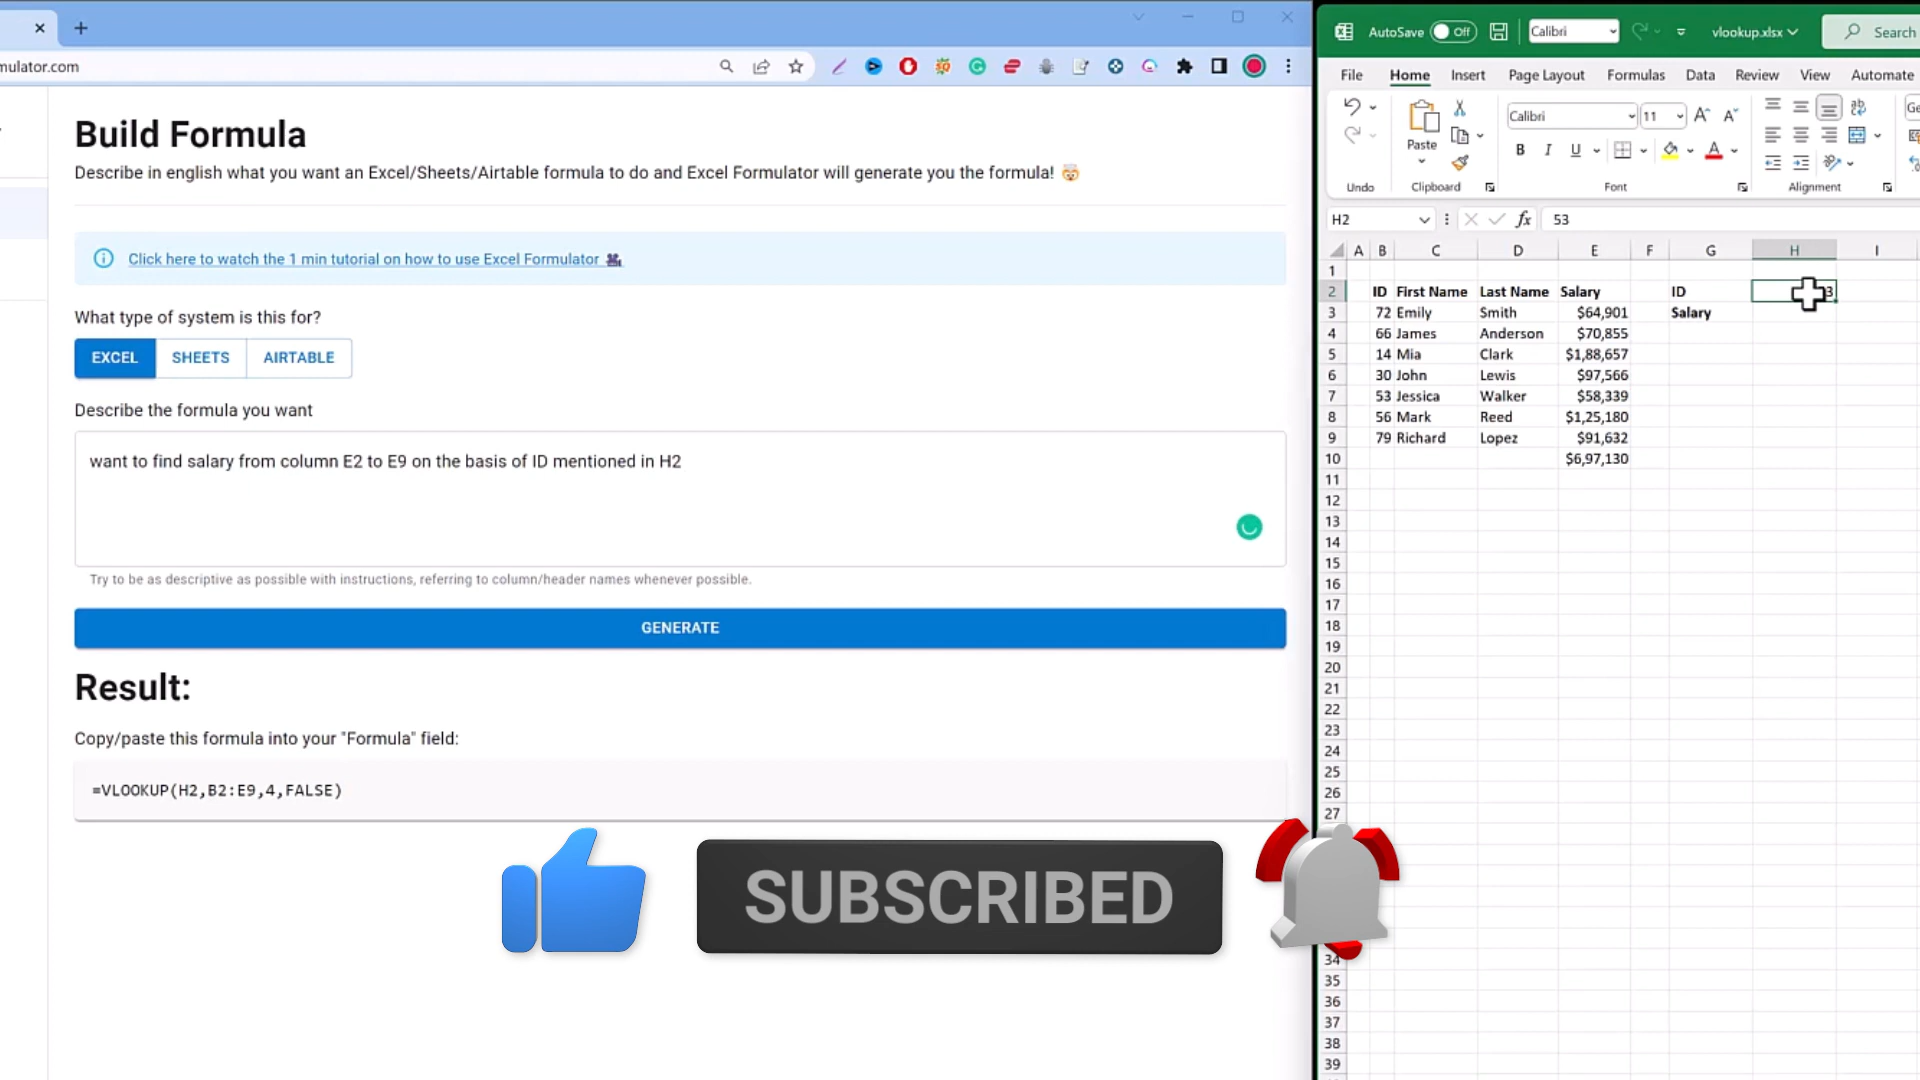 mulator.com
Build Formula
Describe in english what you want an Excel/Sheets/Airtable formula to do and Excel Formulator will generate you the formula! 🤯
Click here to watch the 1 min tutorial on how to use Excel Formulator 🎥
What type of system is this for?
EXCEL SHEETS AIRTABLE
Describe the formula you want
want to find salary from column E2 to E9 on the basis of ID mentioned in H2
Try to be as descriptive as possible with instructions, referring to column/header names whenever possible.
GENERATE
Result:
Copy/paste this formula into your "Formula" field:
=VLOOKUP(H2,B2:E9,4,FALSE)
SUBSCRIBED
AutoSave Off Calibri vlookup.xlsx Search
File Home Insert Page Layout Formulas Data Review View Automate
Paste Calibri 11 A A ab Ge
B I U A
Undo Clipboard Font Alignment
H2 fx 53
A B C D E F G H I
1
2 ID First Name Last Name Salary ID 3
3 72 Emily Smith $64,901 Salary
4 66 James Anderson $70,855
5 14 Mia Clark $1,88,657
6 30 John Lewis $97,566
7 53 Jessica Walker $58,339
8 56 Mark Reed $1,25,180
9 79 Richard Lopez $91,632
10 $6,97,130
11
12
13
14
15
16
17
18
19
20
21
22
23
24
25
26
27
34
35
36
37
38
39